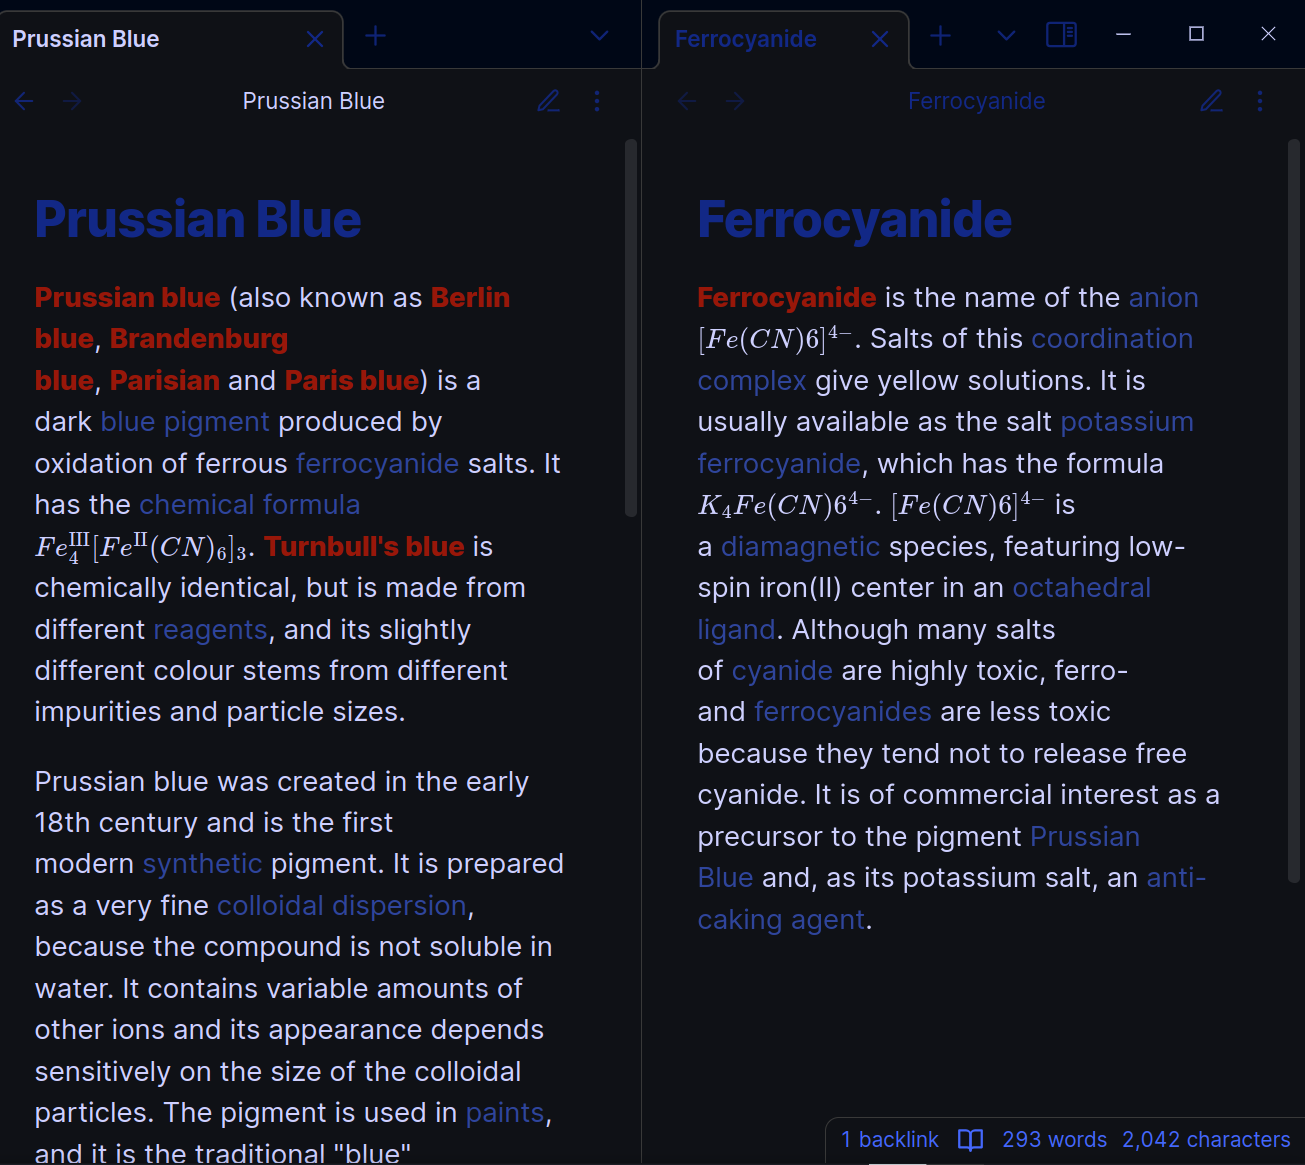 Prussian Blue
Ferrocyanide
Prussian Blue
Ferrocyanide
Prussian Blue
Prussian blue (also known as Berlin
blue, Brandenburg
blue, Parisian and Paris blue) is a
dark blue pigment produced by
oxidation of ferrous ferrocyanide salts. It
has the chemical formula
Fe₄ᴵᴵᴵ[Feᴵᴵ(CN)₆]₃. Turnbull's blue is
chemically identical, but is made from
different reagents, and its slightly
different colour stems from different
impurities and particle sizes.
Prussian blue was created in the early
18th century and is the first
modern synthetic pigment. It is prepared
as a very fine colloidal dispersion,
because the compound is not soluble in
water. It contains variable amounts of
other ions and its appearance depends
sensitively on the size of the colloidal
particles. The pigment is used in paints,
and it is the traditional "blue"
Ferrocyanide
Ferrocyanide is the name of the anion
[Fe(CN)6]⁴⁻. Salts of this coordination
complex give yellow solutions. It is
usually available as the salt potassium
ferrocyanide, which has the formula
K₄Fe(CN)6⁴⁻. [Fe(CN)6]⁴⁻ is
a diamagnetic species, featuring low-
spin iron(II) center in an octahedral
ligand. Although many salts
of cyanide are highly toxic, ferro-
and ferrocyanides are less toxic
because they tend not to release free
cyanide. It is of commercial interest as a
precursor to the pigment Prussian
Blue and, as its potassium salt, an anti-
caking agent.
1 backlink 293 words 2,042 characters